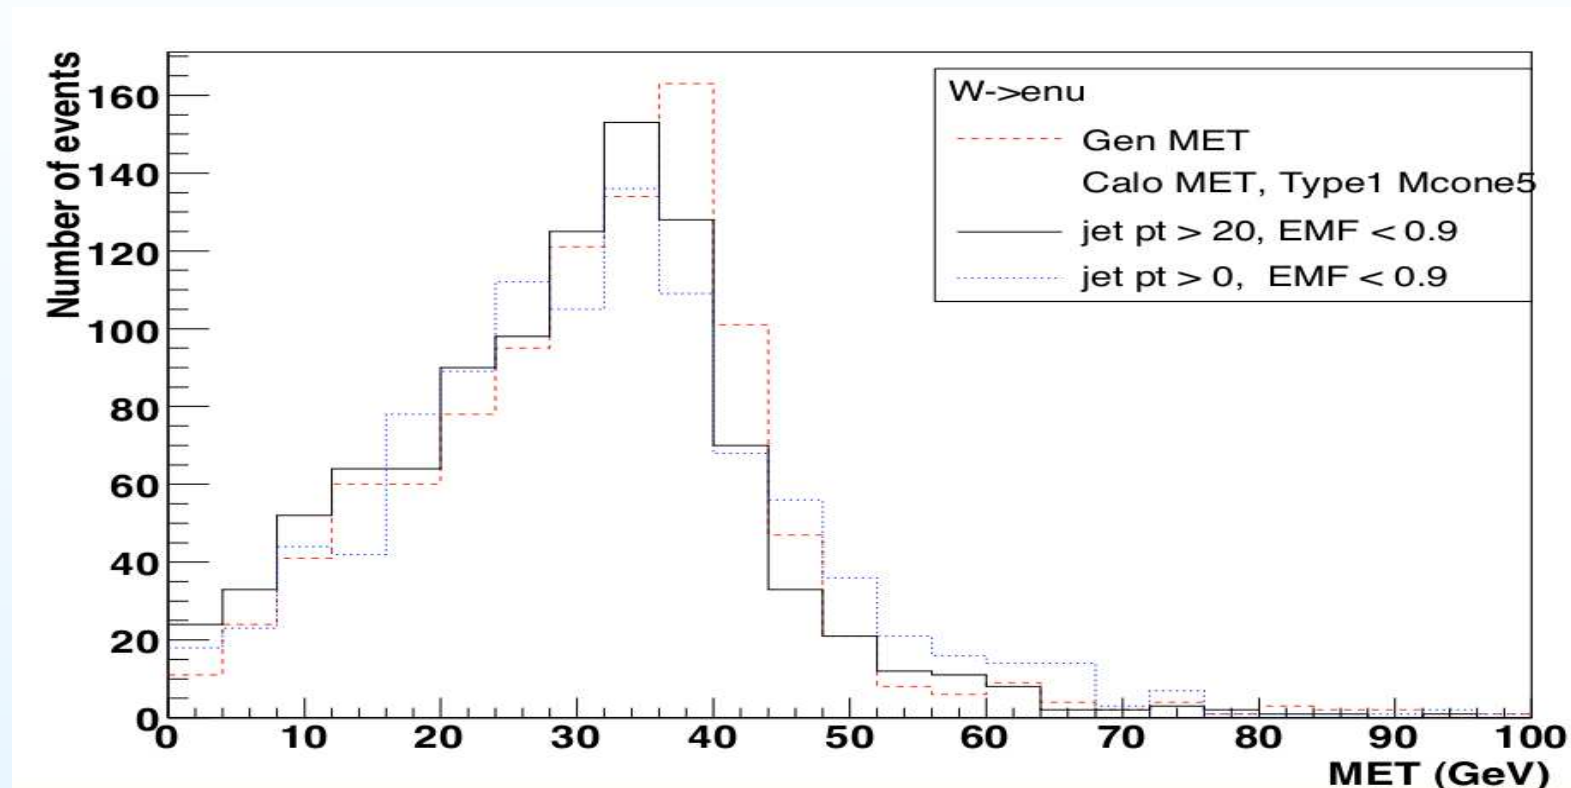 Number of events
160
140
120
100
80
60
40
20
0
W->enu
Gen MET
Calo MET, Type1 Mcone5
jet pt > 20, EMF < 0.9
jet pt > 0, EMF < 0.9
0 10 20 30 40 50 60 70 80 90 100
MET (GeV)